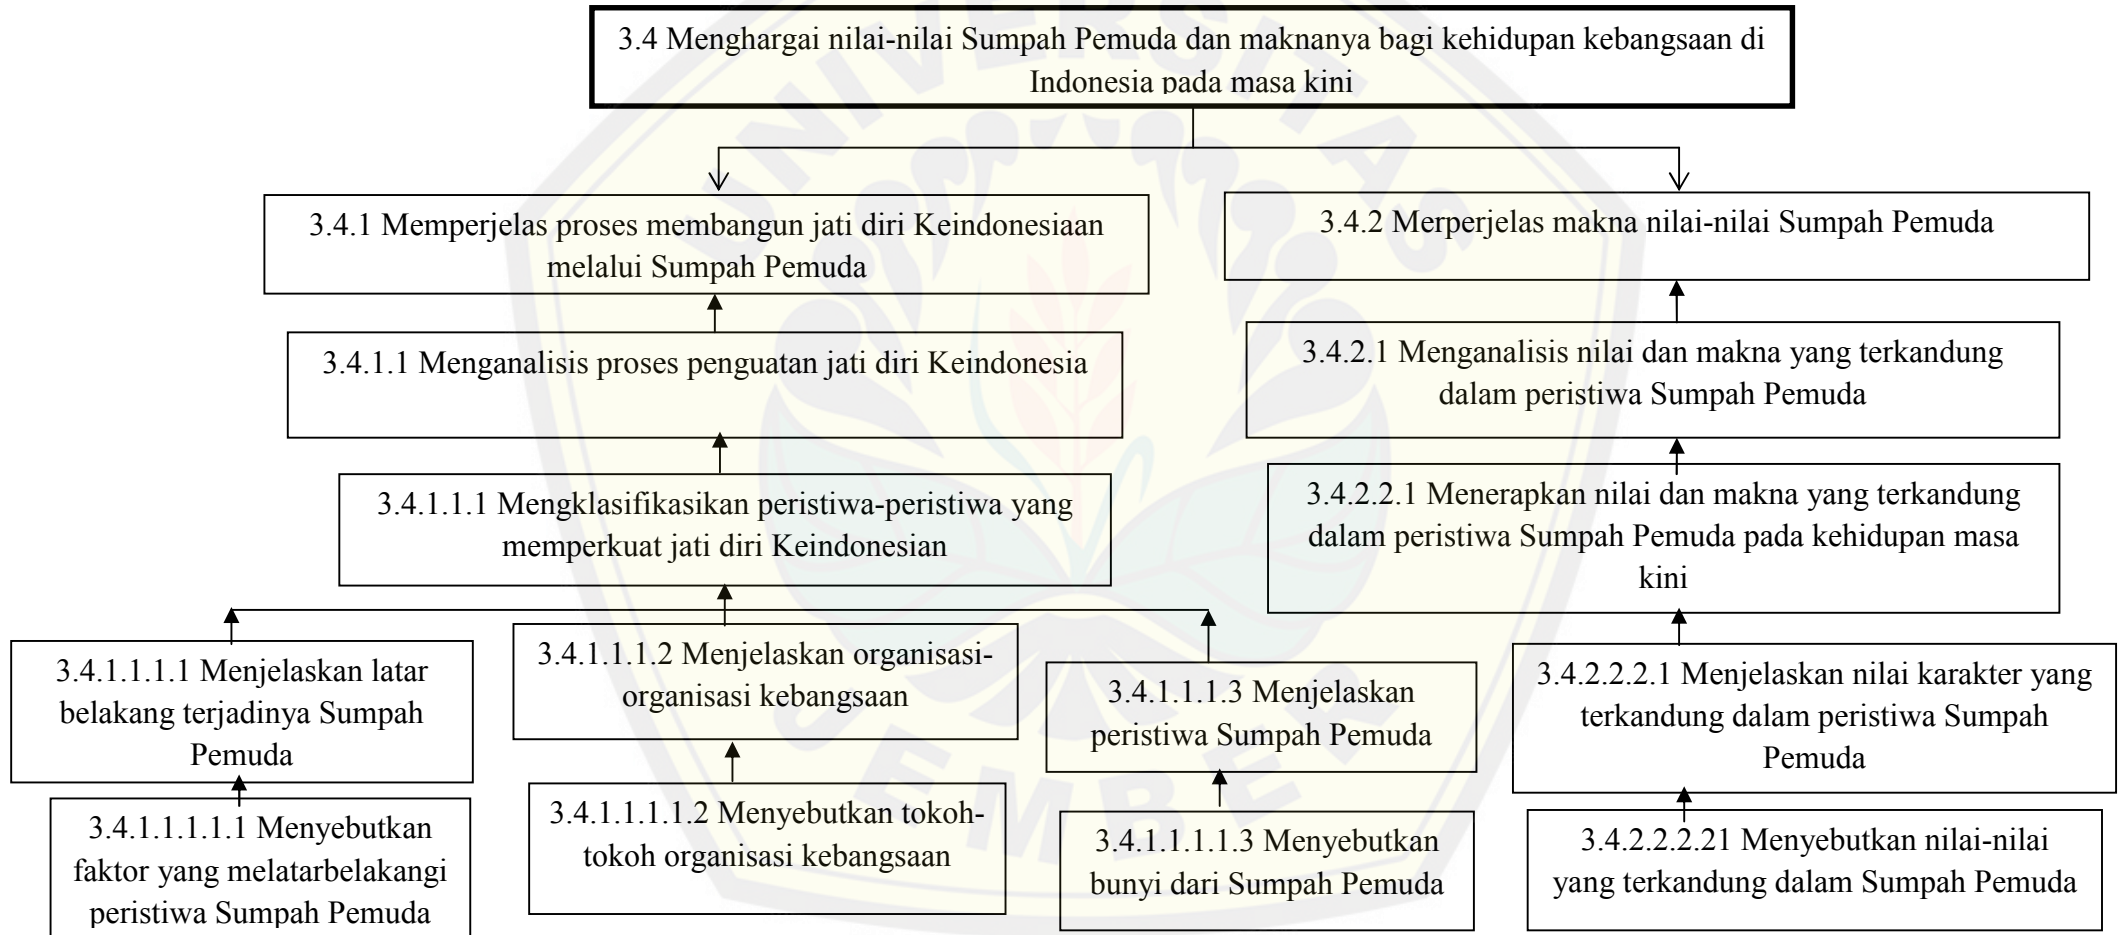 3.4 Menghargai nilai-nilai Sumpah Pemuda dan maknanya bagi kehidupan kebangsaan di
Indonesia pada masa kini
3.4.1 Memperjelas proses membangun jati diri Keindonesiaan
melalui Sumpah Pemuda
3.4.2 Merperjelas makna nilai-nilai Sumpah Pemuda
3.4.1.1 Menganalisis proses penguatan jati diri Keindonesia
3.4.2.1 Menganalisis nilai dan makna yang terkandung
dalam peristiwa Sumpah Pemuda
3.4.1.1.1 Mengklasifikasikan peristiwa-peristiwa yang
memperkuat jati diri Keindonesian
3.4.2.2.1 Menerapkan nilai dan makna yang terkandung
dalam peristiwa Sumpah Pemuda pada kehidupan masa
kini
3.4.1.1.1.1 Menjelaskan latar
belakang terjadinya Sumpah
Pemuda
3.4.1.1.1.2 Menjelaskan organisasi-
organisasi kebangsaan
3.4.1.1.1.3 Menjelaskan
peristiwa Sumpah Pemuda
3.4.2.2.2.1 Menjelaskan nilai karakter yang
terkandung dalam peristiwa Sumpah
Pemuda
3.4.1.1.1.1.1 Menyebutkan
faktor yang melatarbelakangi
peristiwa Sumpah Pemuda
3.4.1.1.1.1.2 Menyebutkan tokoh-
tokoh organisasi kebangsaan
3.4.1.1.1.1.3 Menyebutkan
bunyi dari Sumpah Pemuda
3.4.2.2.2.21 Menyebutkan nilai-nilai
yang terkandung dalam Sumpah Pemuda
UNIVERSITAS
JEMBER